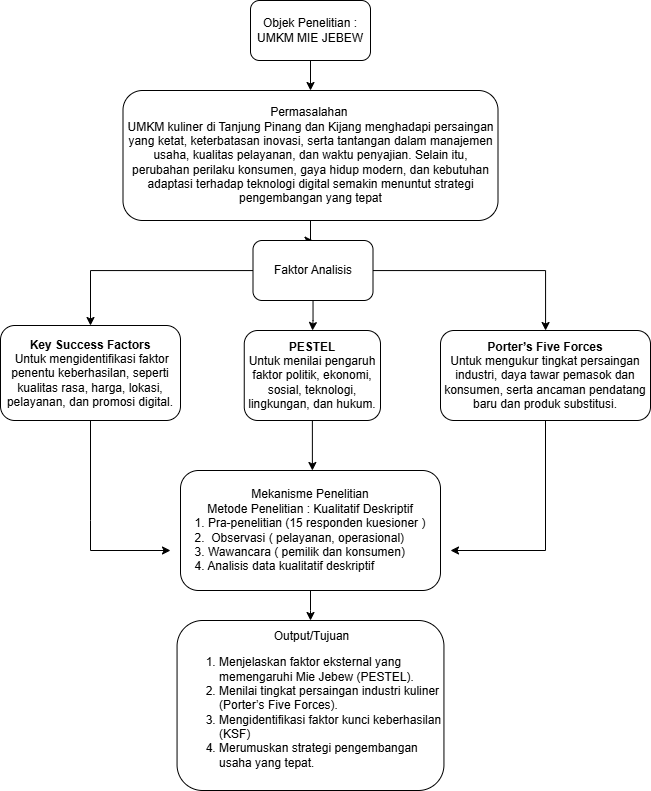 Objek Penelitian :
UMKM MIE JEBEW
Permasalahan
UMKM kuliner di Tanjung Pinang dan Kijang menghadapi persaingan
yang ketat, keterbatasan inovasi, serta tantangan dalam manajemen
usaha, kualitas pelayanan, dan waktu penyajian. Selain itu,
perubahan perilaku konsumen, gaya hidup modern, dan kebutuhan
adaptasi terhadap teknologi digital semakin menuntut strategi
pengembangan yang tepat
Faktor Analisis
Key Success Factors
Untuk mengidentifikasi faktor
penentu keberhasilan, seperti
kualitas rasa, harga, lokasi,
pelayanan, dan promosi digital.
PESTEL
Untuk menilai pengaruh
faktor politik, ekonomi,
sosial, teknologi,
lingkungan, dan hukum.
Porter's Five Forces
Untuk mengukur tingkat persaingan
industri, daya tawar pemasok dan
konsumen, serta ancaman pendatang
baru dan produk substitusi.
Mekanisme Penelitian
Metode Penelitian : Kualitatif Deskriptif
1. Pra-penelitian (15 responden kuesioner )
2. Observasi ( pelayanan, operasional)
3. Wawancara ( pemilik dan konsumen)
4. Analisis data kualitatif deskriptif
Output/Tujuan
1. Menjelaskan faktor eksternal yang
memengaruhi Mie Jebew (PESTEL).
2. Menilai tingkat persaingan industri kuliner
(Porter's Five Forces).
3. Mengidentifikasi faktor kunci keberhasilan
(KSF)
4. Merumuskan strategi pengembangan
usaha yang tepat.